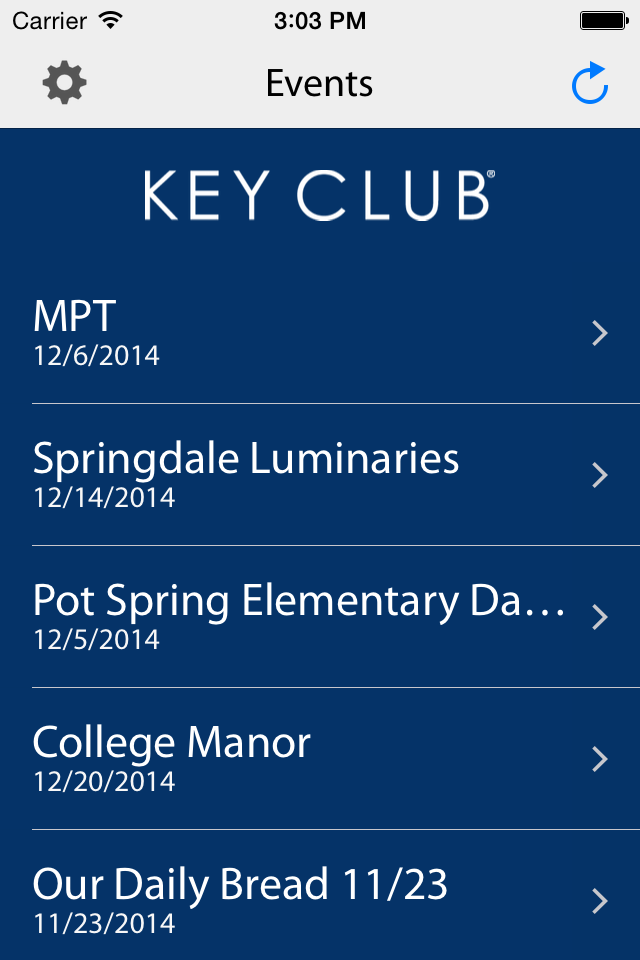 Carrier 3:03 PM
Events
KEY CLUB®
MPT
12/6/2014
Springdale Luminaries
12/14/2014
Pot Spring Elementary Da...
12/5/2014
College Manor
12/20/2014
Our Daily Bread 11/23
11/23/2014